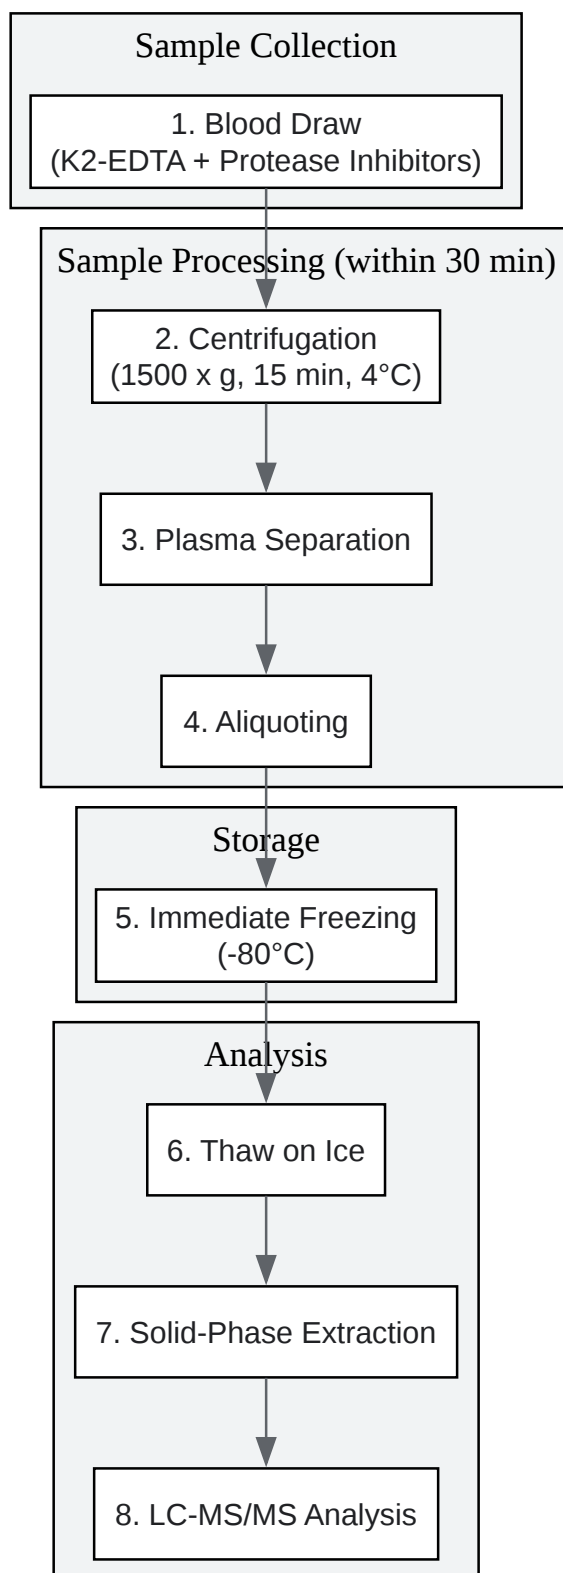 Sample Collection
1. Blood Draw
(K2-EDTA + Protease Inhibitors)
Sample Processing (within 30 min)
2. Centrifugation
(1500 x g, 15 min, 4°C)
3. Plasma Separation
4. Aliquoting
Storage
5. Immediate Freezing
(-80°C)
Analysis
6. Thaw on Ice
7. Solid-Phase Extraction
8. LC-MS/MS Analysis